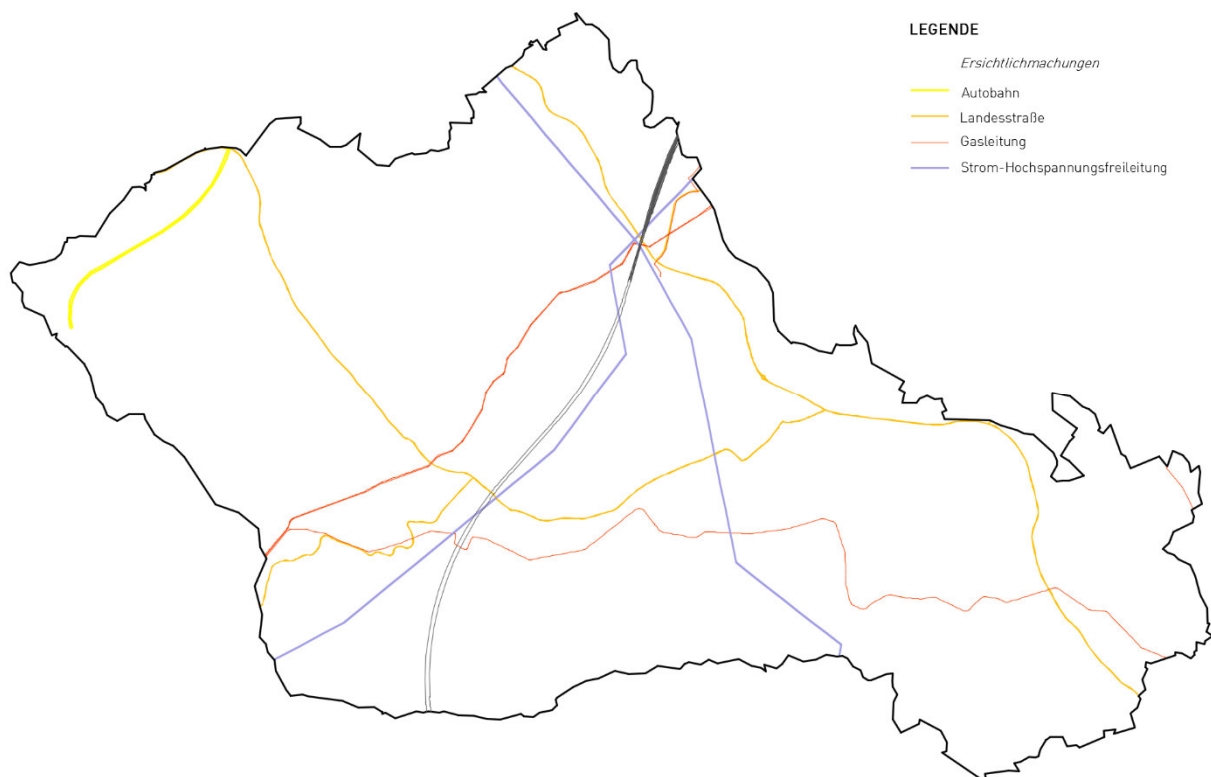 LEGENDE
Ersichtlichmachungen
Autobahn
Landesstraße
Gasleitung
Strom-Hochspannungsfreileitung